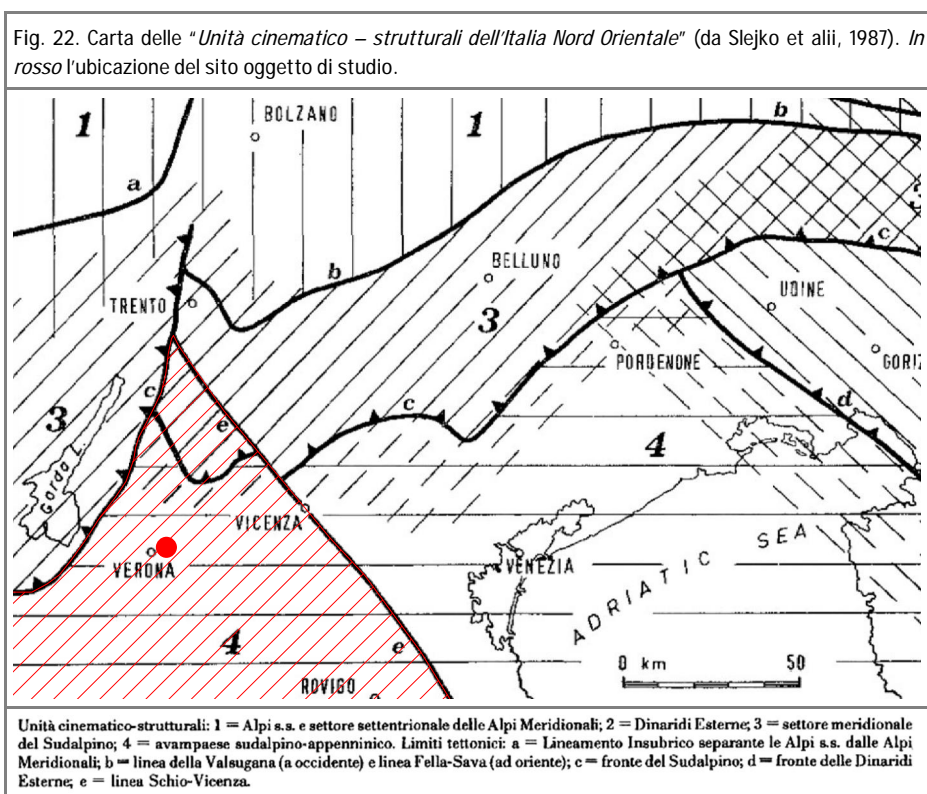 Fig. 22. Carta delle "Unità cinematico – strutturali dell'Italia Nord Orientale" (da Slejko et alii, 1987). In
rosso l'ubicazione del sito oggetto di studio.
1
BOLZANO
1
b
a
3
c
b
BELLUNO
TRENTO
3
UDINE
PORDENONE
GORIZ
c
c
d
3
e
4
Garda L.
VICENZA
VERONA
VENEZIA
ADRIATIC SEA
4
e
0 km 50
ROVIGO
Unità cinematico-strutturali: 1 = Alpi s.s. e settore settentrionale delle Alpi Meridionali; 2 = Dinaridi Esterne; 3 = settore meridionale
del Sudalpino; 4 = avampaese sudalpino-appenninico. Limiti tettonici: a = Lineamento Insubrico separante le Alpi s.s. dalle Alpi
Meridionali; b = linea della Valsugana (a occidente) e linea Fella-Sava (ad oriente); c = fronte del Sudalpino; d = fronte delle Dinaridi
Esterne; e = linea Schio-Vicenza.